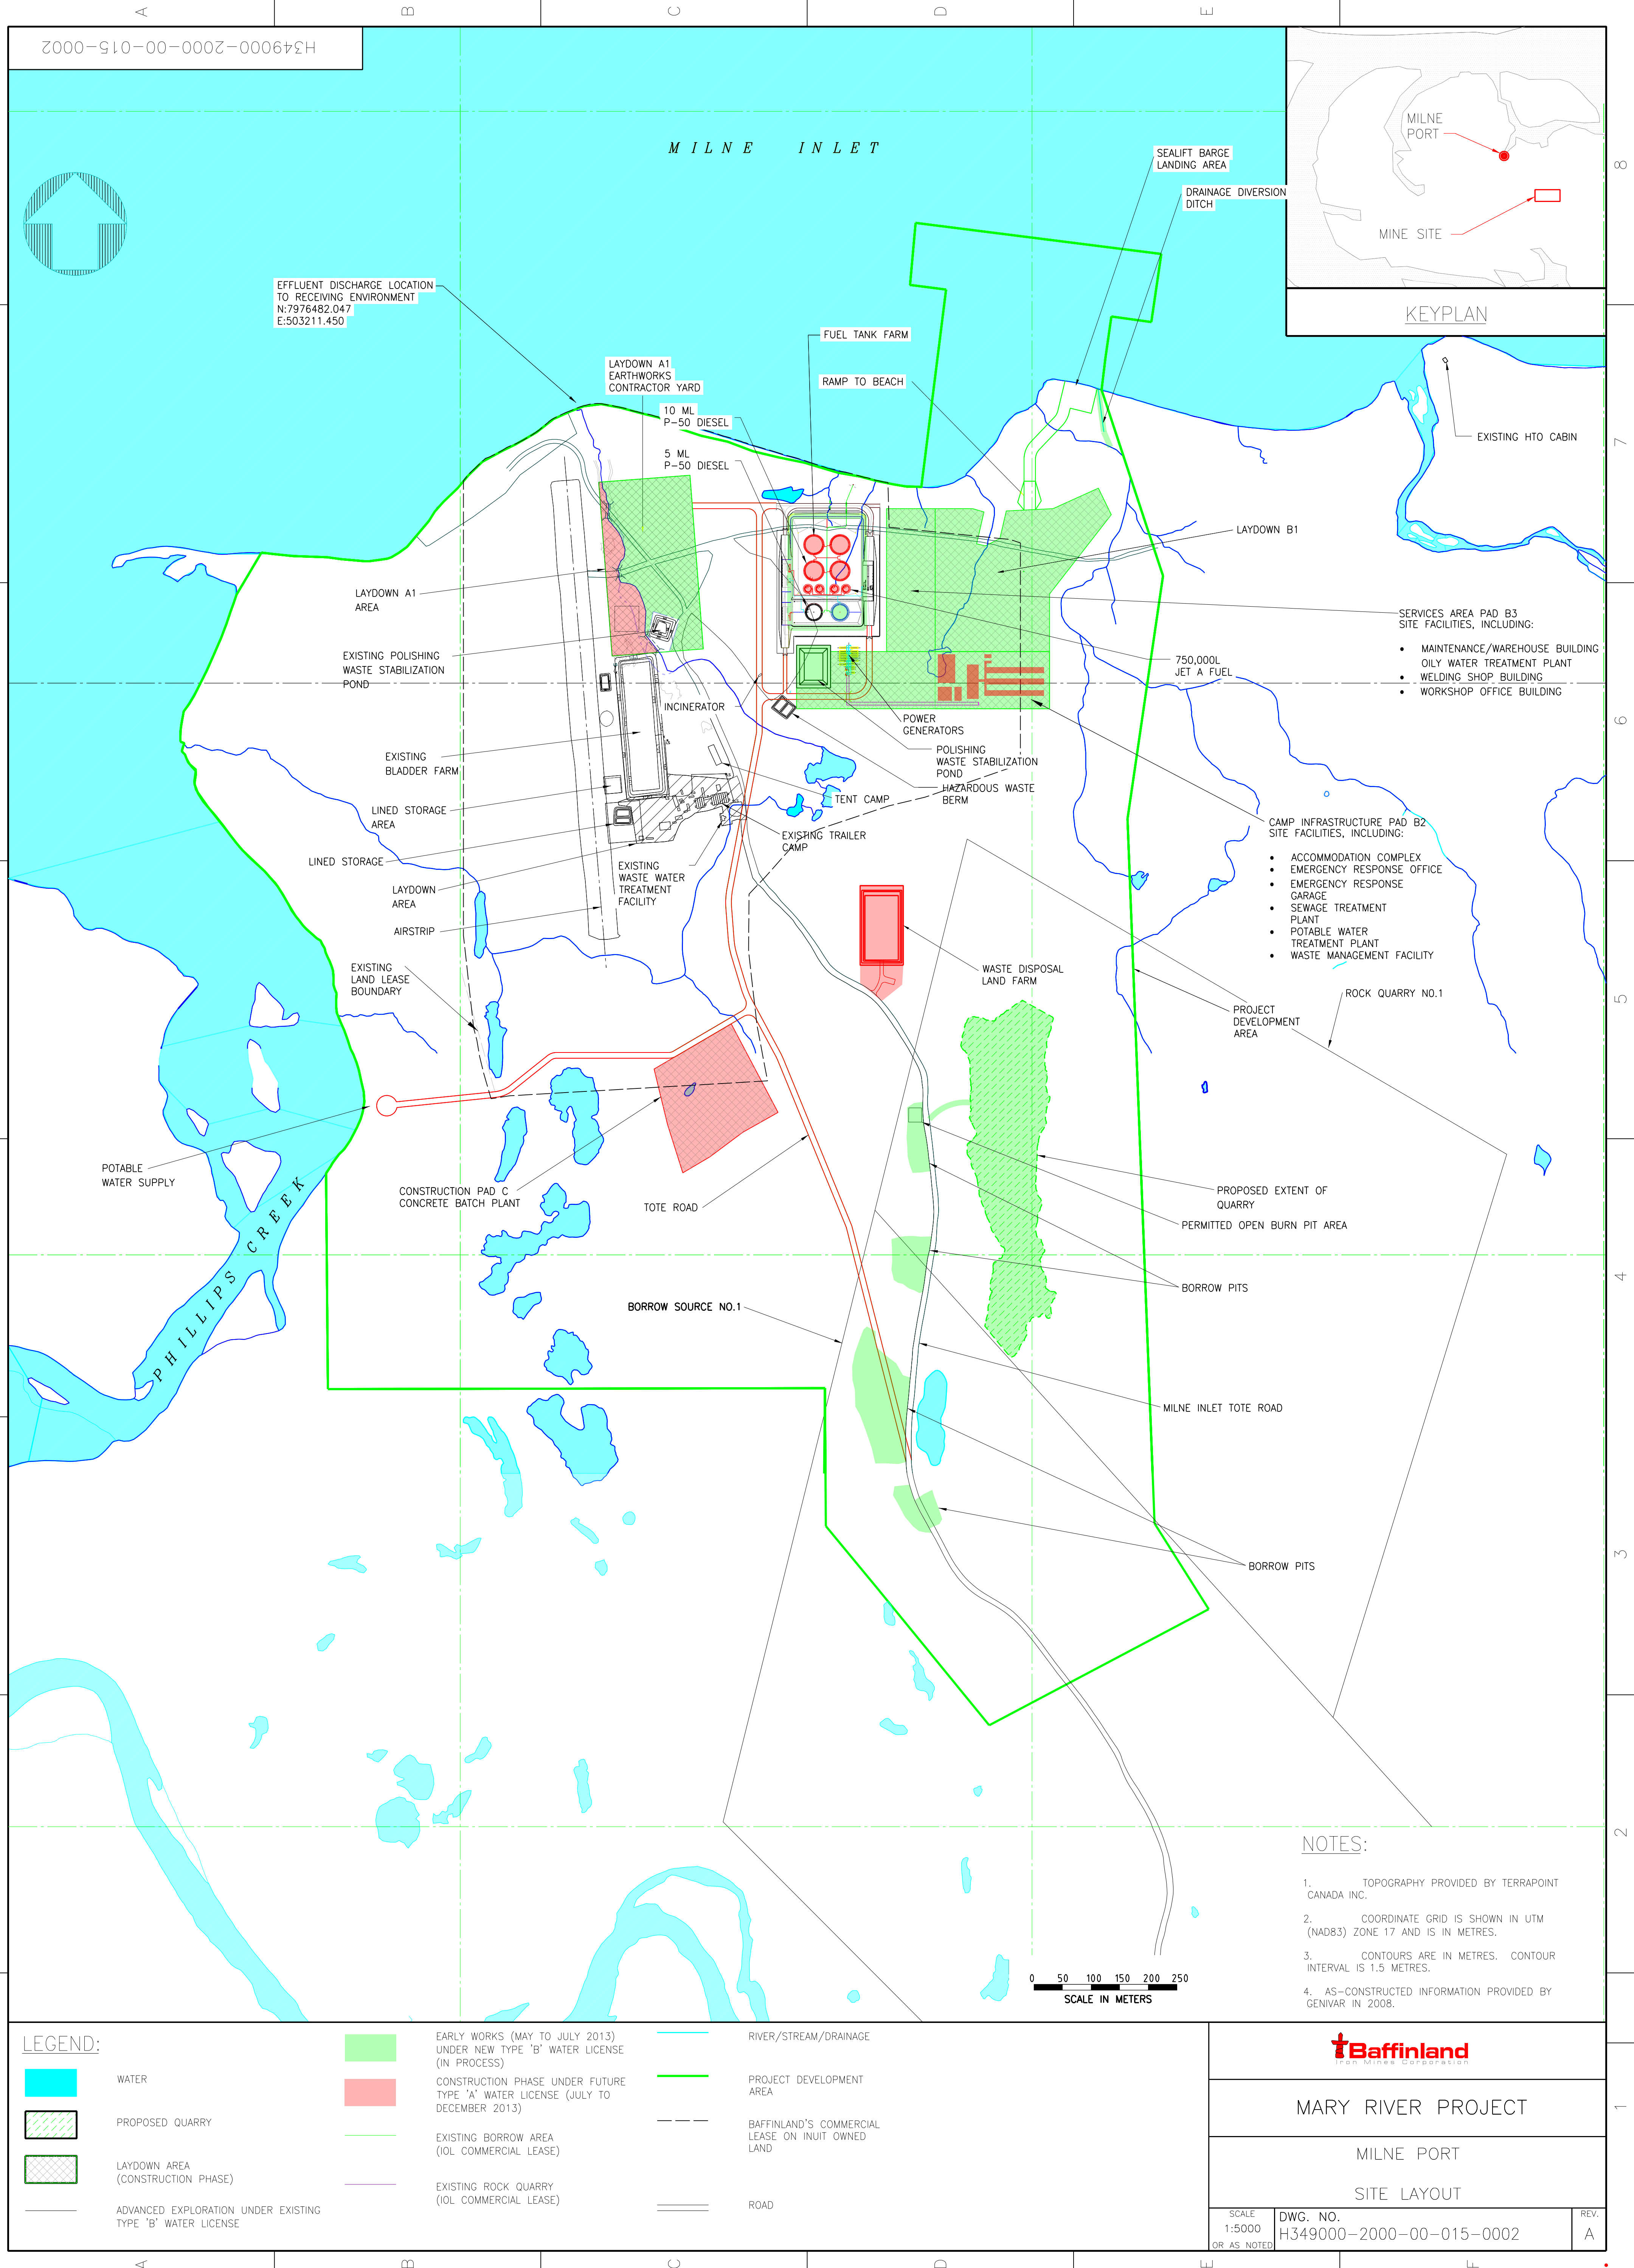 A
B
C
D
E
H349000-2000-00-015-0002
MILNE INLET
SEALIFT BARGE
LANDING AREA
DRAINAGE DIVERSION
DITCH
MILNE
PORT
MINE SITE
KEYPLAN
8
EFFLUENT DISCHARGE LOCATION
TO RECEIVING ENVIRONMENT
N:7976482.047
E:503211.450
FUEL TANK FARM
LAYDOWN A1
EARTHWORKS
CONTRACTOR YARD
RAMP TO BEACH
10 ML
P-50 DIESEL
5 ML
P-50 DIESEL
EXISTING HTO CABIN
7
LAYDOWN B1
LAYDOWN A1
AREA
SERVICES AREA PAD B3
SITE FACILITIES, INCLUDING:
• MAINTENANCE/WAREHOUSE BUILDING
OILY WATER TREATMENT PLANT
• WELDING SHOP BUILDING
• WORKSHOP OFFICE BUILDING
EXISTING POLISHING
WASTE STABILIZATION
POND
750,000L
JET A FUEL
INCINERATOR
POWER
GENERATORS
6
POLISHING
WASTE STABILIZATION
POND
EXISTING
BLADDER FARM
HAZARDOUS WASTE
BERM
TENT CAMP
LINED STORAGE
AREA
EXISTING TRAILER
CAMP
CAMP INFRASTRUCTURE PAD B2
SITE FACILITIES, INCLUDING:
• ACCOMMODATION COMPLEX
• EMERGENCY RESPONSE OFFICE
• EMERGENCY RESPONSE
GARAGE
• SEWAGE TREATMENT
PLANT
• POTABLE WATER
TREATMENT PLANT
• WASTE MANAGEMENT FACILITY
LINED STORAGE
EXISTING
WASTE WATER
TREATMENT
FACILITY
LAYDOWN
AREA
AIRSTRIP
EXISTING
LAND LEASE
BOUNDARY
WASTE DISPOSAL
LAND FARM
ROCK QUARRY NO.1
5
PROJECT
DEVELOPMENT
AREA
POTABLE
WATER SUPPLY
CONSTRUCTION PAD C
CONCRETE BATCH PLANT
TOTE ROAD
PROPOSED EXTENT OF
QUARRY
PERMITTED OPEN BURN PIT AREA
PHILLIPS CREEK
BORROW PITS
4
BORROW SOURCE NO.1
MILNE INLET TOTE ROAD
BORROW PITS
3
2
NOTES:
1. TOPOGRAPHY PROVIDED BY TERRAPOINT
CANADA INC.
2. COORDINATE GRID IS SHOWN IN UTM
(NAD83) ZONE 17 AND IS IN METRES.
3. CONTOURS ARE IN METRES. CONTOUR
INTERVAL IS 1.5 METRES.
4. AS-CONSTRUCTED INFORMATION PROVIDED BY
GENIVAR IN 2008.
0 50 100 150 200 250
SCALE IN METERS
LEGEND:
WATER
PROPOSED QUARRY
LAYDOWN AREA
(CONSTRUCTION PHASE)
ADVANCED EXPLORATION UNDER EXISTING
TYPE 'B' WATER LICENSE
EARLY WORKS (MAY TO JULY 2013)
UNDER NEW TYPE 'B' WATER LICENSE
(IN PROCESS)
CONSTRUCTION PHASE UNDER FUTURE
TYPE 'A' WATER LICENSE (JULY TO
DECEMBER 2013)
EXISTING BORROW AREA
(IOL COMMERCIAL LEASE)
EXISTING ROCK QUARRY
(IOL COMMERCIAL LEASE)
RIVER/STREAM/DRAINAGE
PROJECT DEVELOPMENT
AREA
BAFFINLAND'S COMMERCIAL
LEASE ON INUIT OWNED
LAND
ROAD
Baffinland
Iron Mines Corporation
MARY RIVER PROJECT
1
MILNE PORT
SITE LAYOUT
SCALE
1:5000
OR AS NOTED
DWG. NO.
H349000-2000-00-015-0002
REV.
A
A
B
C
D
E
F